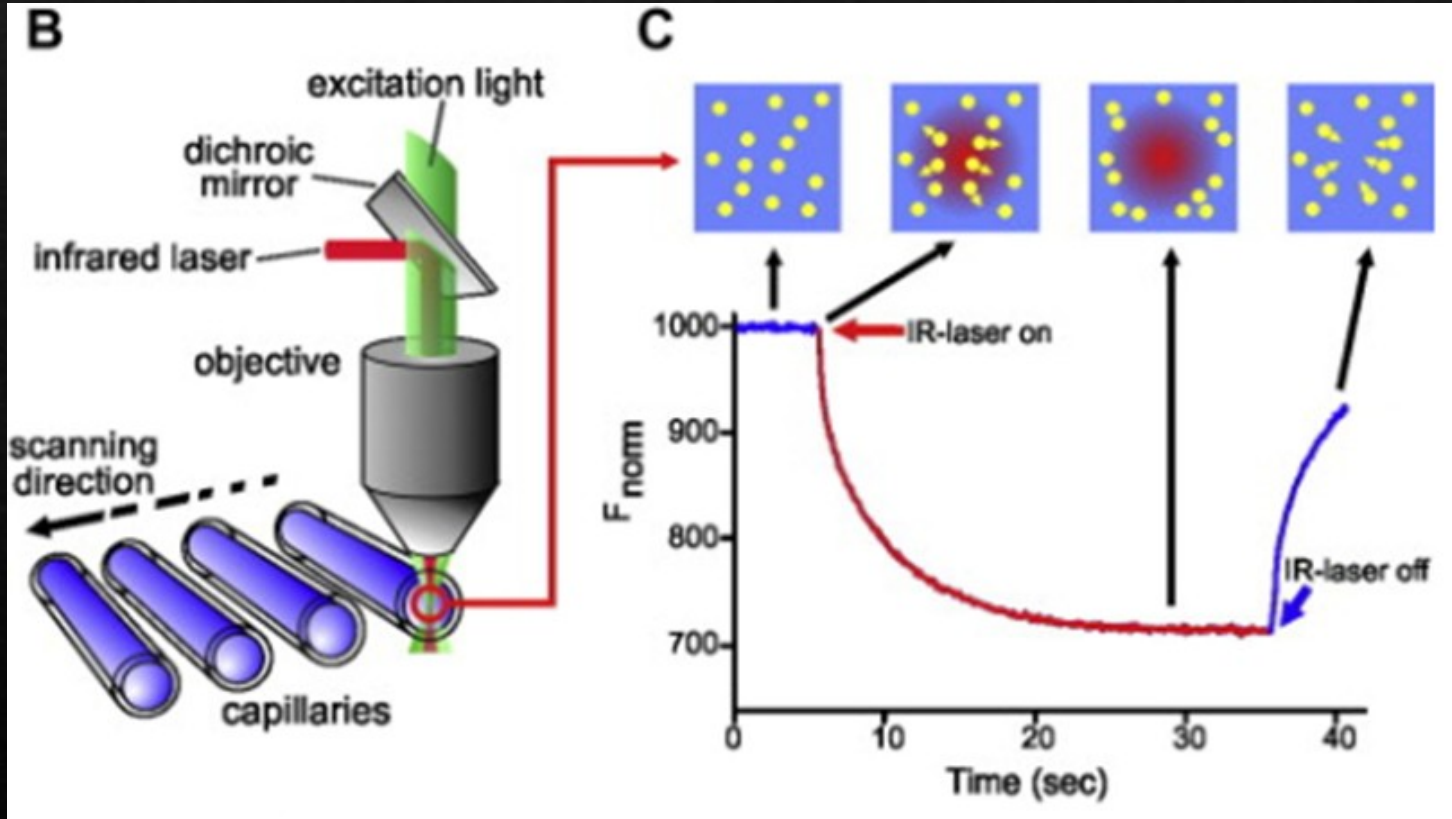 B
excitation light
dichroic
mirror
infrared laser
objective
scanning
direction
capillaries
C
1000
900
800
700
F norm
IR-laser on
IR-laser off
0 10 20 30 40
Time (sec)